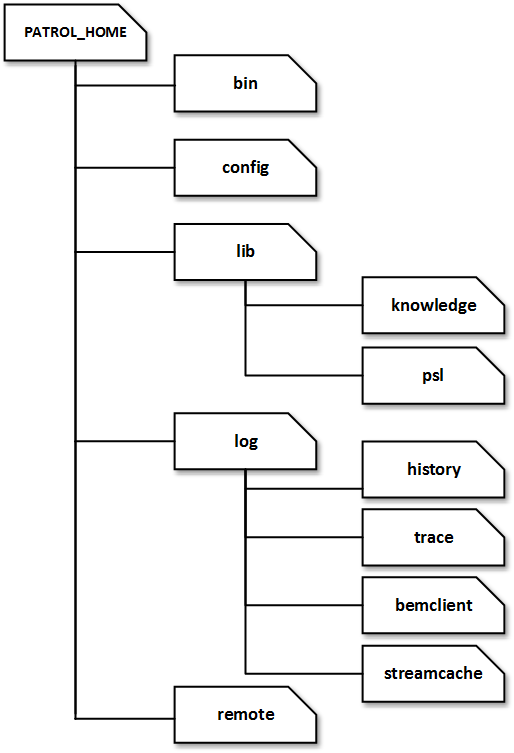 PATROL_HOME
bin
config
lib
knowledge
psl
log
history
trace
bemclient
streamcache
remote